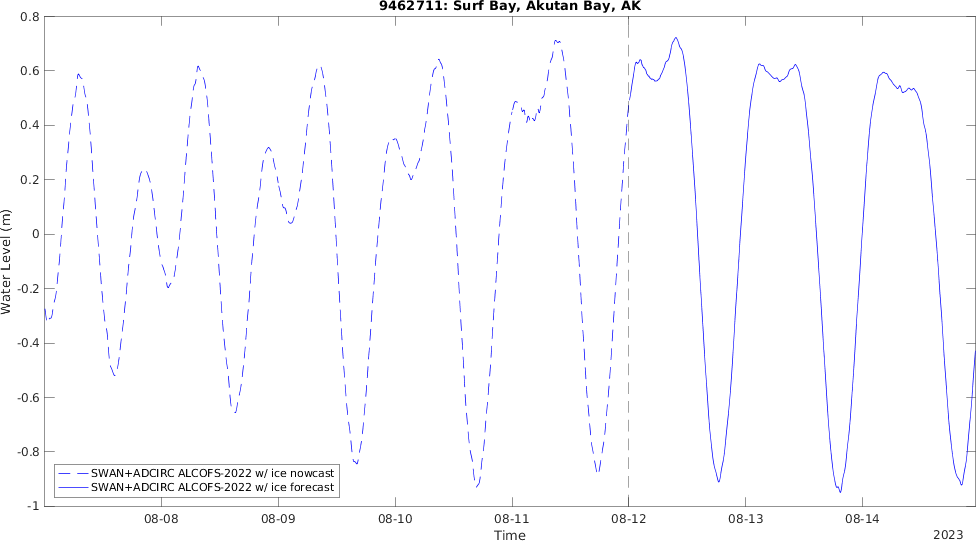 9462711: Surf Bay, Akutan Bay, AK
0.8
0.6
0.4
0.2
0
-0.2
-0.4
-0.6
-0.8
-1
Water Level (m)
SWAN+ADCIRC ALCOFS-2022 w/ ice nowcast
SWAN+ADCIRC ALCOFS-2022 w/ ice forecast
08-08 08-09 08-10 08-11 08-12 08-13 08-14
Time
2023